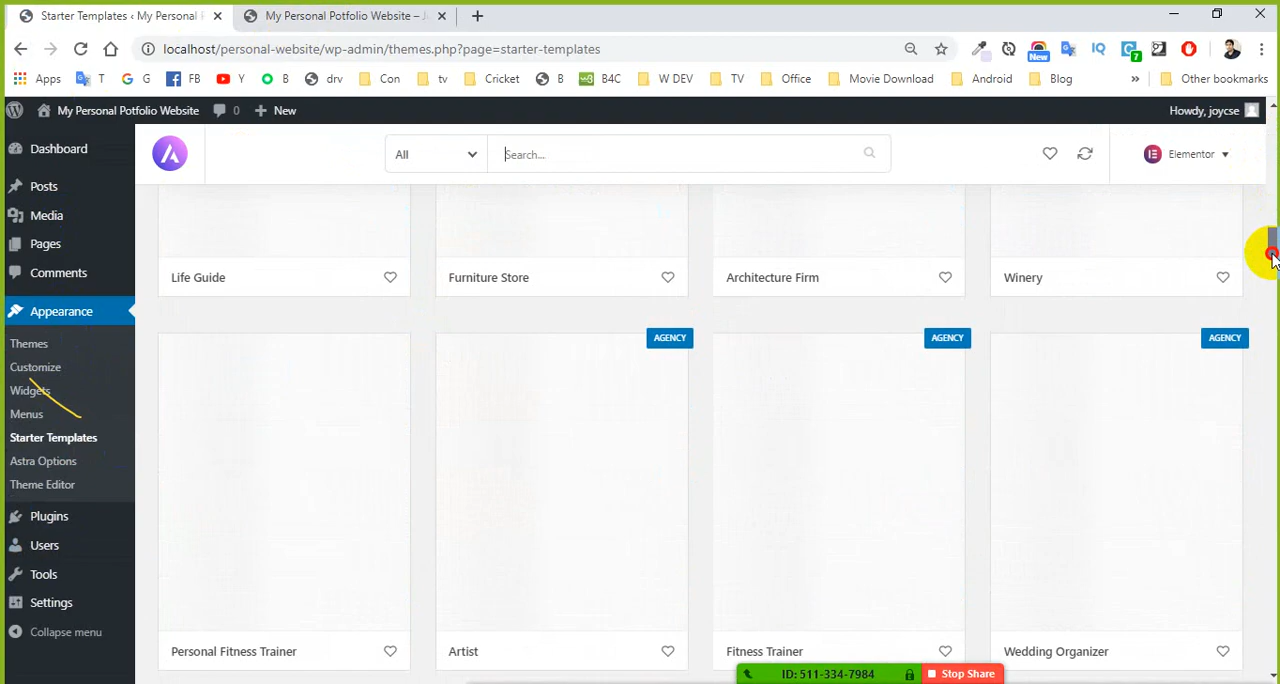 Starter Templates ‹ My Personal P
My Personal Potfolio Website –
localhost/personal-website/wp-admin/themes.php?page=starter-templates
New
7
Apps
T
G
FB
Y
B
drv
Con
tv
Cricket
B
B4C
W DEV
TV
Office
Movie Download
Android
Blog
»
Other bookmarks
My Personal Potfolio Website
0
New
Howdy, joycse
Dashboard
Posts
Media
Pages
Comments
Appearance
Themes
Customize
Widgets
Menus
Starter Templates
Astra Options
Theme Editor
Plugins
Users
Tools
Settings
Collapse menu
All
Search...
Elementor
Life Guide
Furniture Store
Architecture Firm
Winery
AGENCY
AGENCY
AGENCY
Personal Fitness Trainer
Artist
Fitness Trainer
Wedding Organizer
ID: 511-334-7984
Stop Share